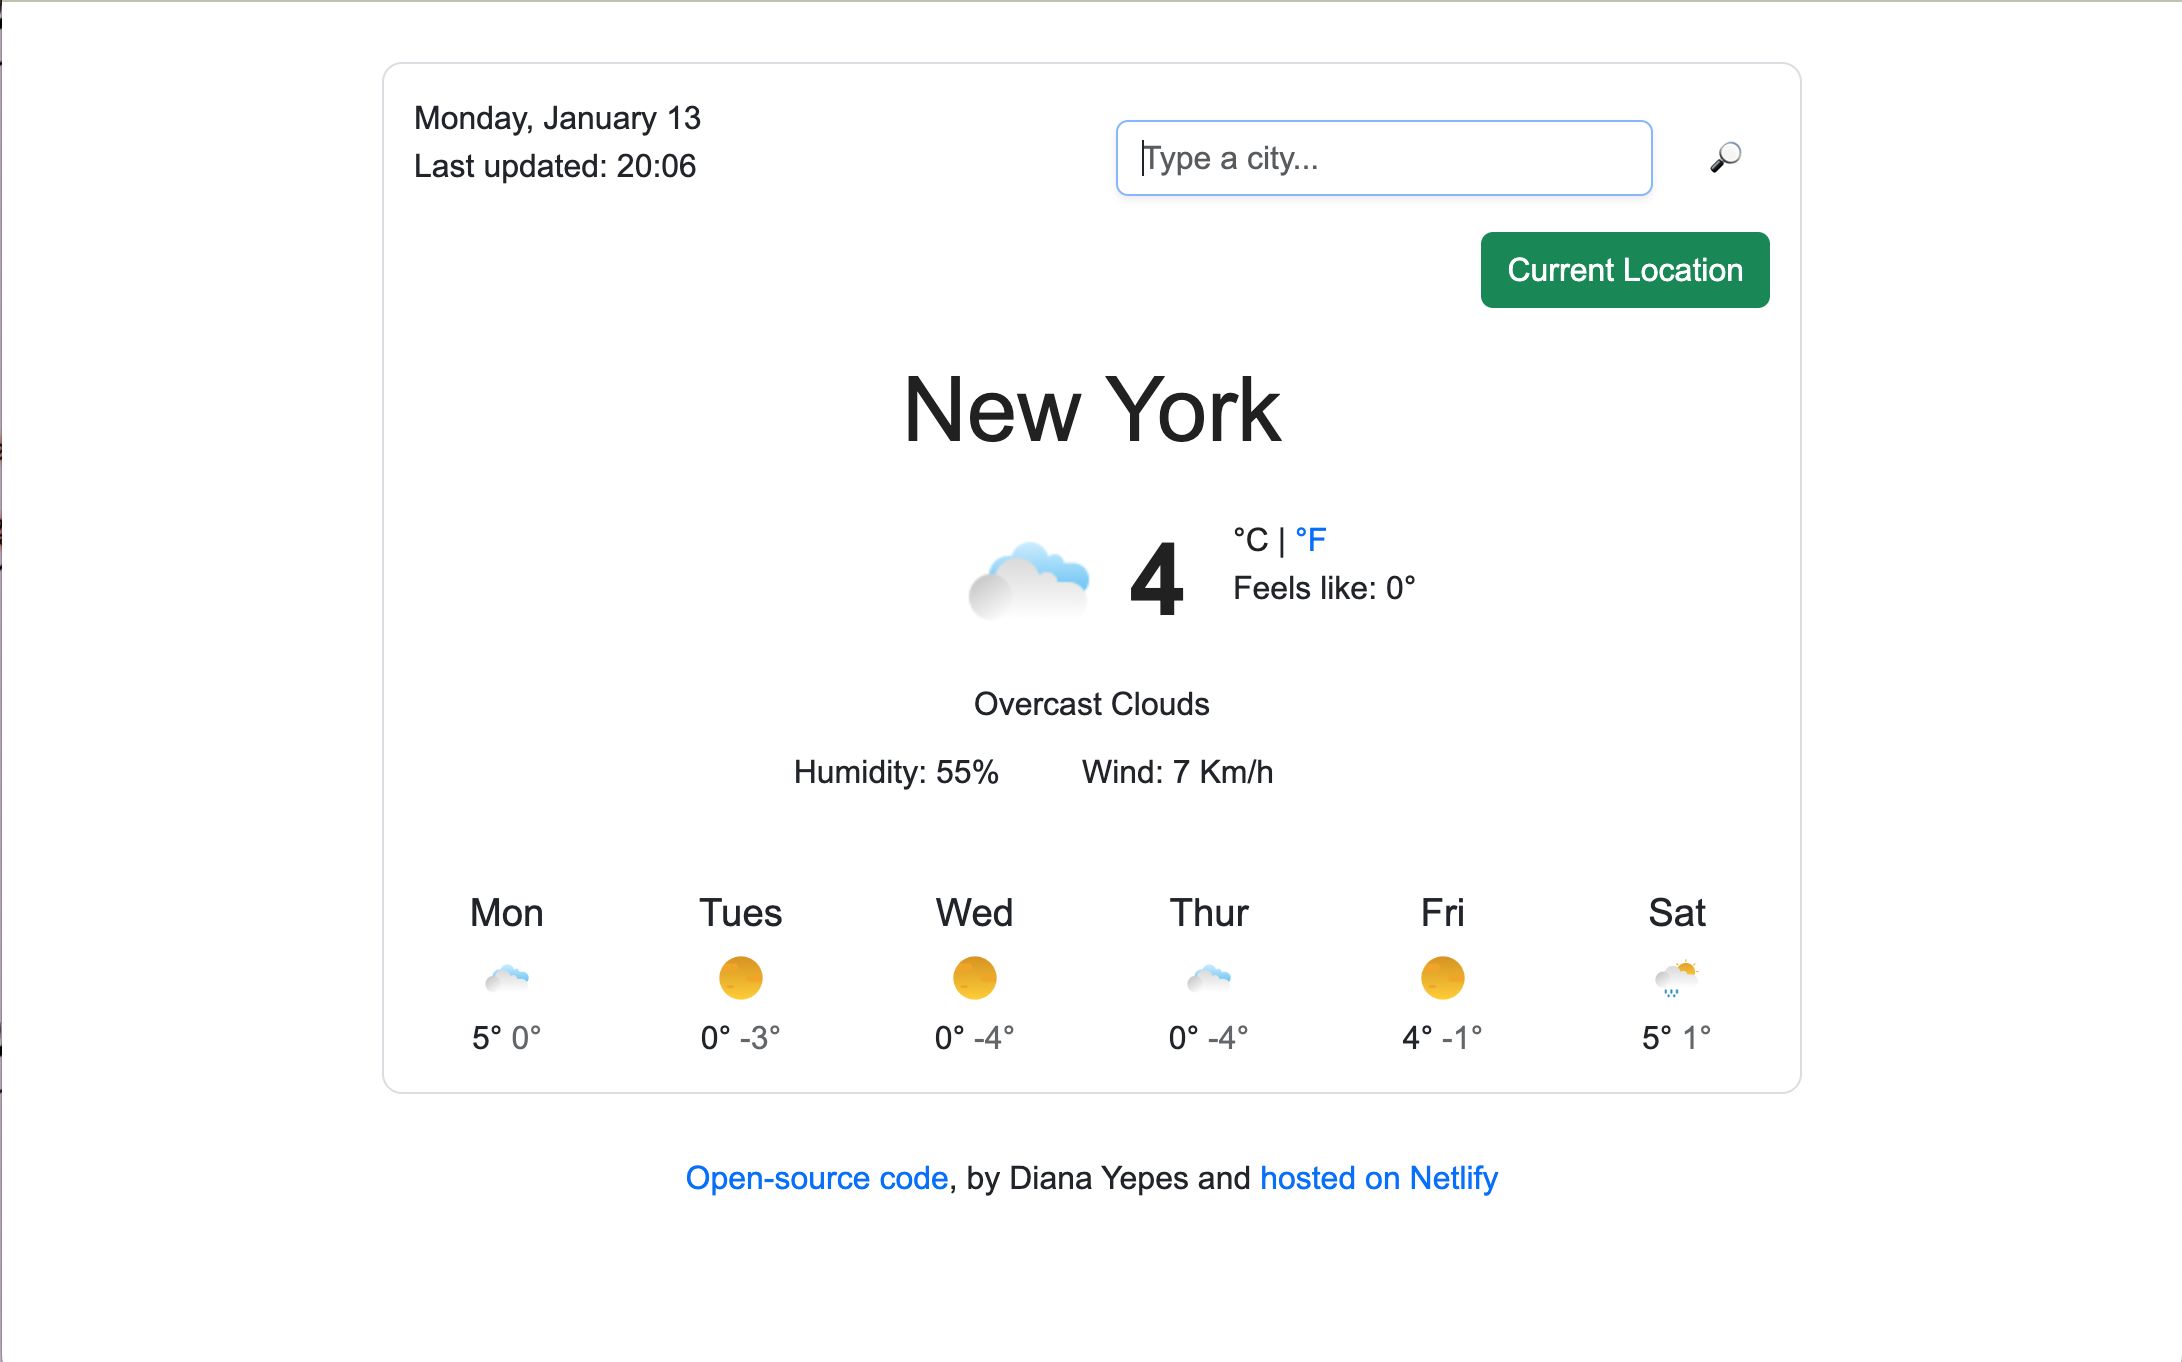 Monday, January 13
Last updated: 20:06
Type a city...
Current Location
New York
4
°C | °F
Feels like: 0°
Overcast Clouds
Humidity: 55% Wind: 7 Km/h
Mon Tues Wed Thur Fri Sat
5° 0° 0° -3° 0° -4° 0° -4° 4° -1° 5° 1°
Open-source code, by Diana Yepes and hosted on Netlify